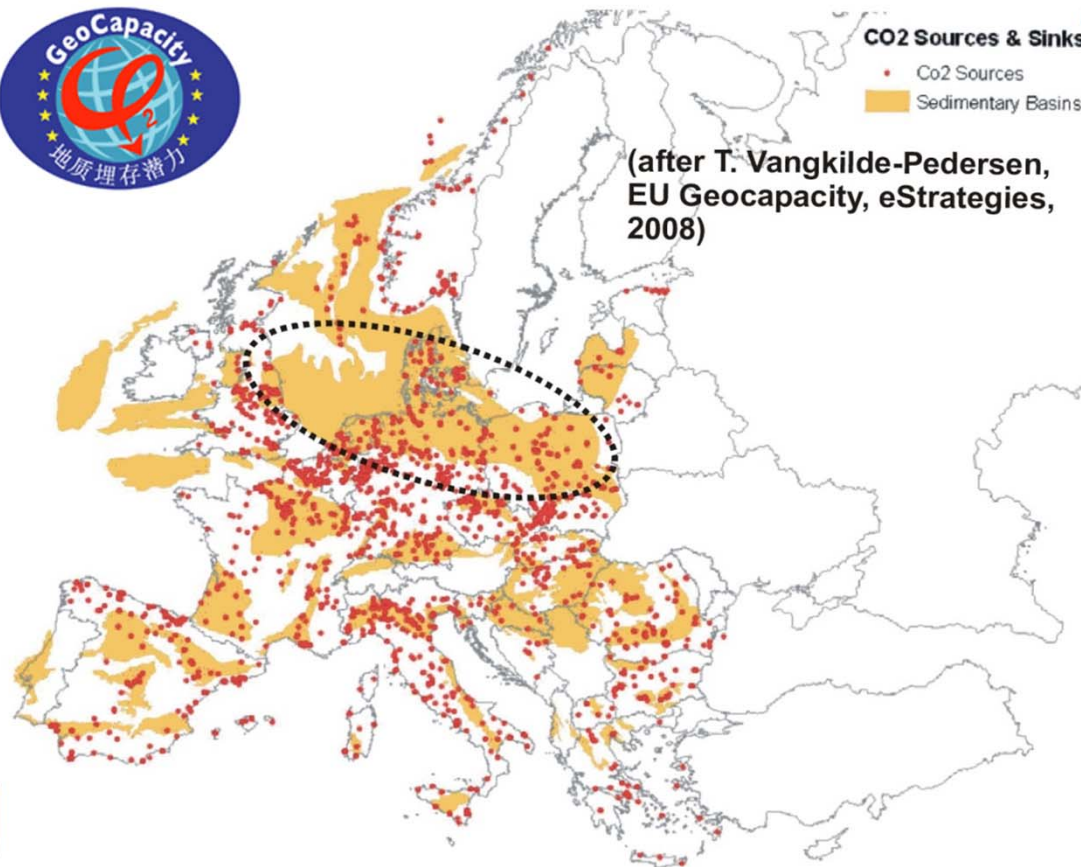 GeoCapacity
2
地质埋存潜力
CO2 Sources & Sinks
Co2 Sources
Sedimentary Basins
(after T. Vangkilde-Pedersen,
EU Geocapacity, eStrategies,
2008)